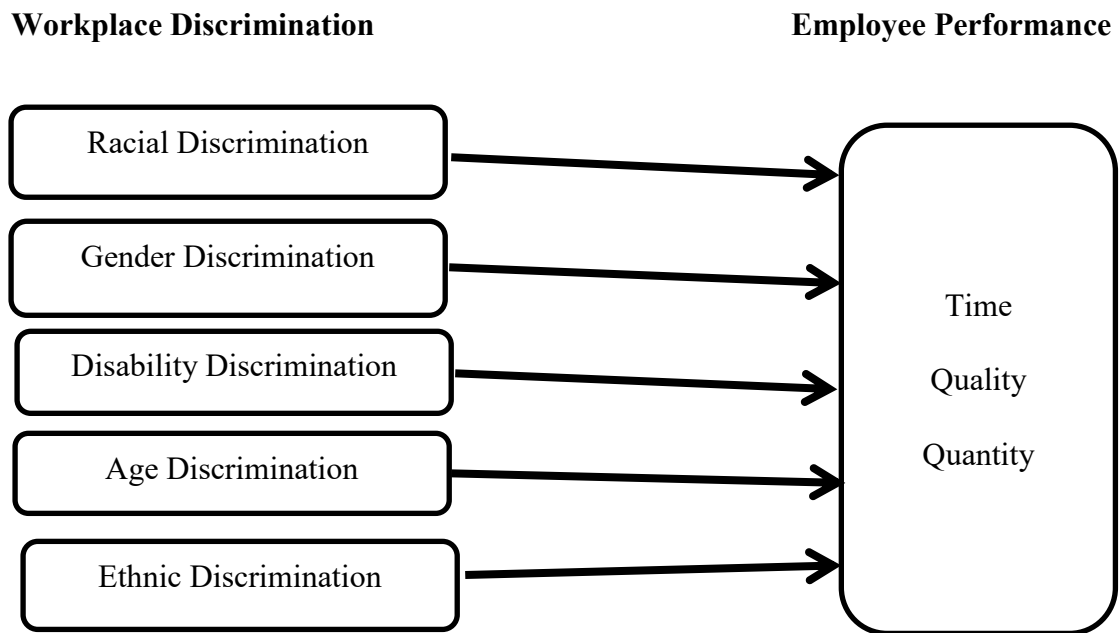 Workplace Discrimination
Employee Performance
Racial Discrimination
Gender Discrimination
Disability Discrimination
Age Discrimination
Ethnic Discrimination
Time
Quality
Quantity